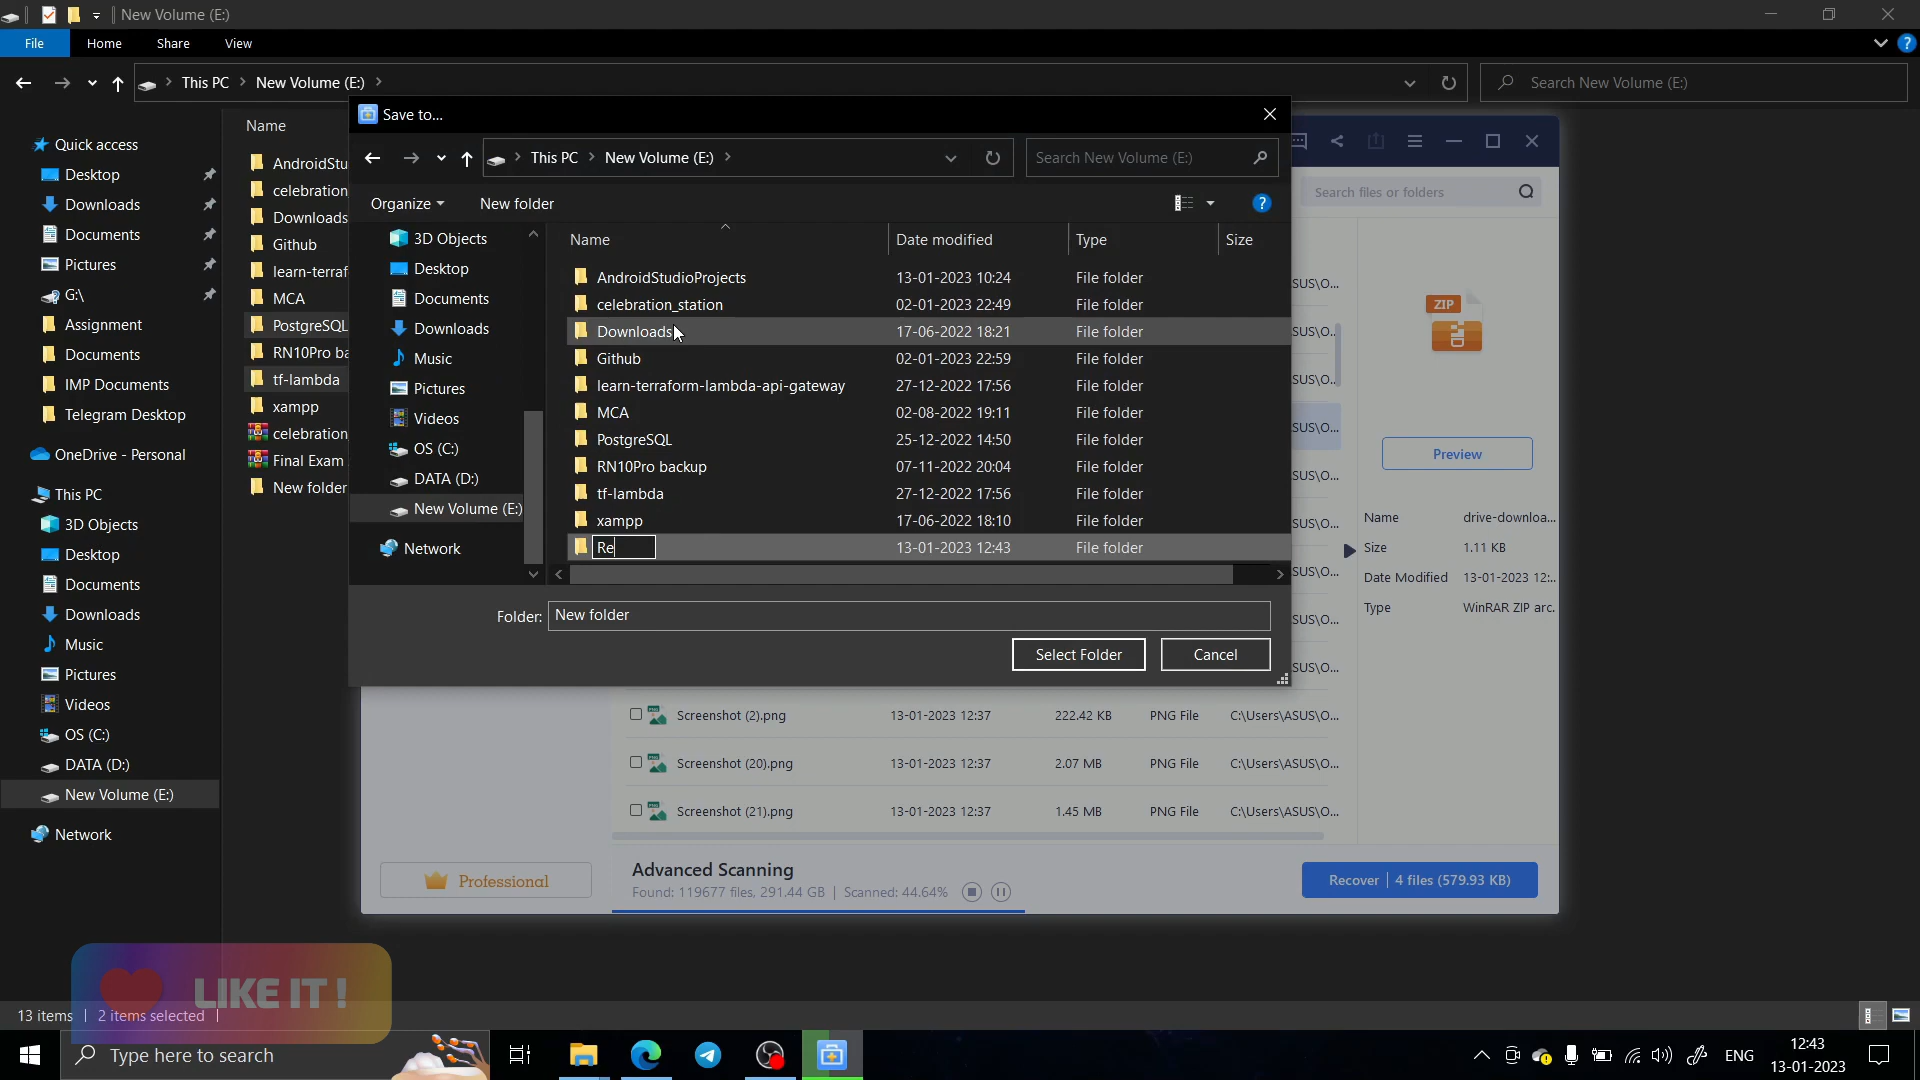 New Volume (E:)
File
Home
Share
View
This PC
New Volume (E:)
Search New Volume (E:)
Name
Quick access
Desktop
Downloads
Documents
Pictures
G:\
Assignment
Documents
IMP Documents
Telegram Desktop
OneDrive - Personal
This PC
3D Objects
Desktop
Documents
Downloads
Music
Pictures
Videos
OS (C:)
DATA (D:)
New Volume (E:)
Network
AndroidStu
celebration
Downloads
Github
learn-terraf
MCA
PostgreSQL
RN10Pro ba
tf-lambda
xampp
celebration
Final Exam
New folder
Save to...
This PC
New Volume (E:)
Search New Volume (E:)
Organize
New folder
3D Objects
Desktop
Documents
Downloads
Music
Pictures
Videos
OS (C:)
DATA (D:)
New Volume (E:)
Network
Name Date modified Type Size
AndroidStudioProjects 13-01-2023 10:24 File folder
celebration_station 02-01-2023 22:49 File folder
Downloads 17-06-2022 18:21 File folder
Github 02-01-2023 22:59 File folder
learn-terraform-lambda-api-gateway 27-12-2022 17:56 File folder
MCA 02-08-2022 19:11 File folder
PostgreSQL 25-12-2022 14:50 File folder
RN10Pro backup 07-11-2022 20:04 File folder
tf-lambda 27-12-2022 17:56 File folder
xampp 17-06-2022 18:10 File folder
Re 13-01-2023 12:43 File folder
Folder: New folder
Select Folder
Cancel
Search files or folders
SUS\O...
SUS\O...
SUS\O...
SUS\O...
SUS\O...
SUS\O...
SUS\O...
SUS\O...
SUS\O...
ZIP
Preview
Name drive-downloa...
Size 1.11 KB
Date Modified 13-01-2023 12:..
Type WinRAR ZIP arc.
Screenshot (2).png 13-01-2023 12:37 222.42 KB PNG File C:\Users\ASUS\O...
Screenshot (20).png 13-01-2023 12:37 2.07 MB PNG File C:\Users\ASUS\O...
Screenshot (21).png 13-01-2023 12:37 1.45 MB PNG File C:\Users\ASUS\O...
Professional
Advanced Scanning
Found: 119677 files, 291.44 GB | Scanned: 44.64%
Recover | 4 files (579.93 KB)
LIKE IT !
13 items
2 items selected
Type here to search
ENG
12:43
13-01-2023